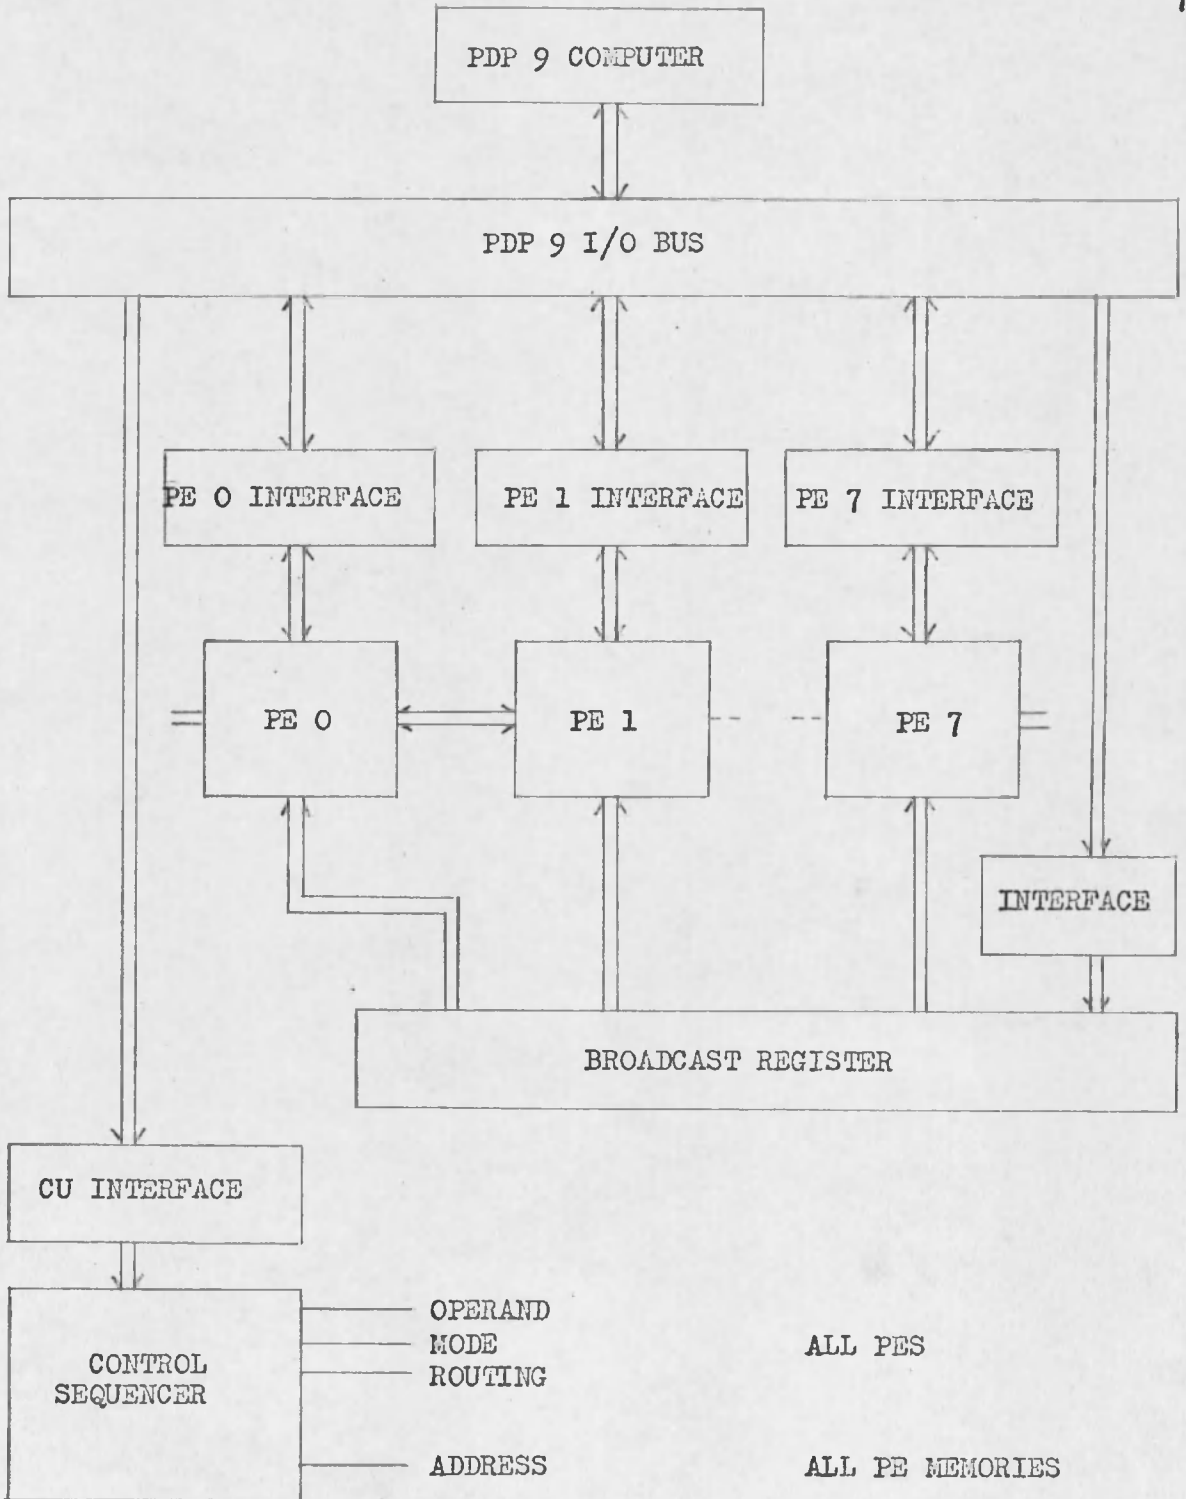 PDP 9 COMPUTER
PDP 9 I/O BUS
PE 0 INTERFACE
PE 1 INTERFACE
PE 7 INTERFACE
PE 0
PE 1
PE 7
INTERFACE
BROADCAST REGISTER
CU INTERFACE
CONTROL
SEQUENCER
OPERAND
MODE
ROUTING
ALL PES
ADDRESS
ALL PE MEMORIES